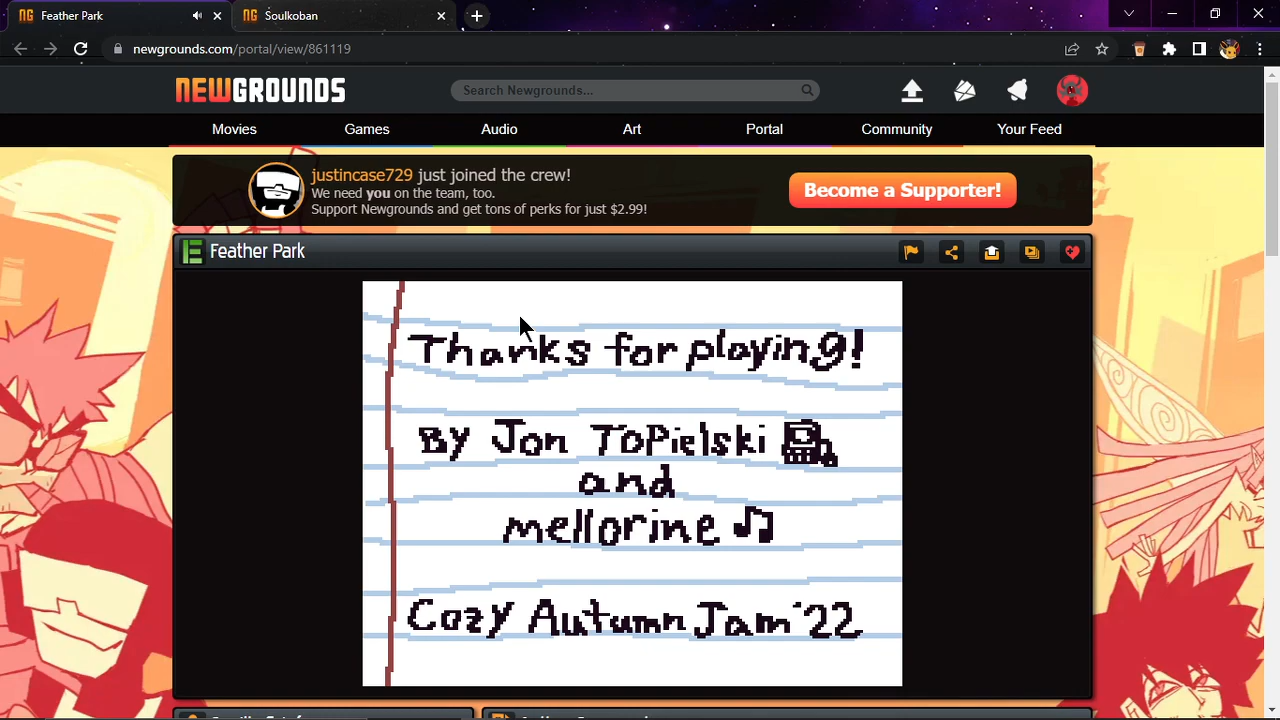 Feather Park
Soulkoban
newgrounds.com/portal/view/861119
NEWGROUNDS
Search Newgrounds...
Movies
Games
Audio
Art
Portal
Community
Your Feed
justincase729 just joined the crew!
We need you on the team, too.
Support Newgrounds and get tons of perks for just $2.99!
Become a Supporter!
E Feather Park
Thanks for playing!
By Jon Topielski
and
mellorine
Cozy Autumn Jam '22